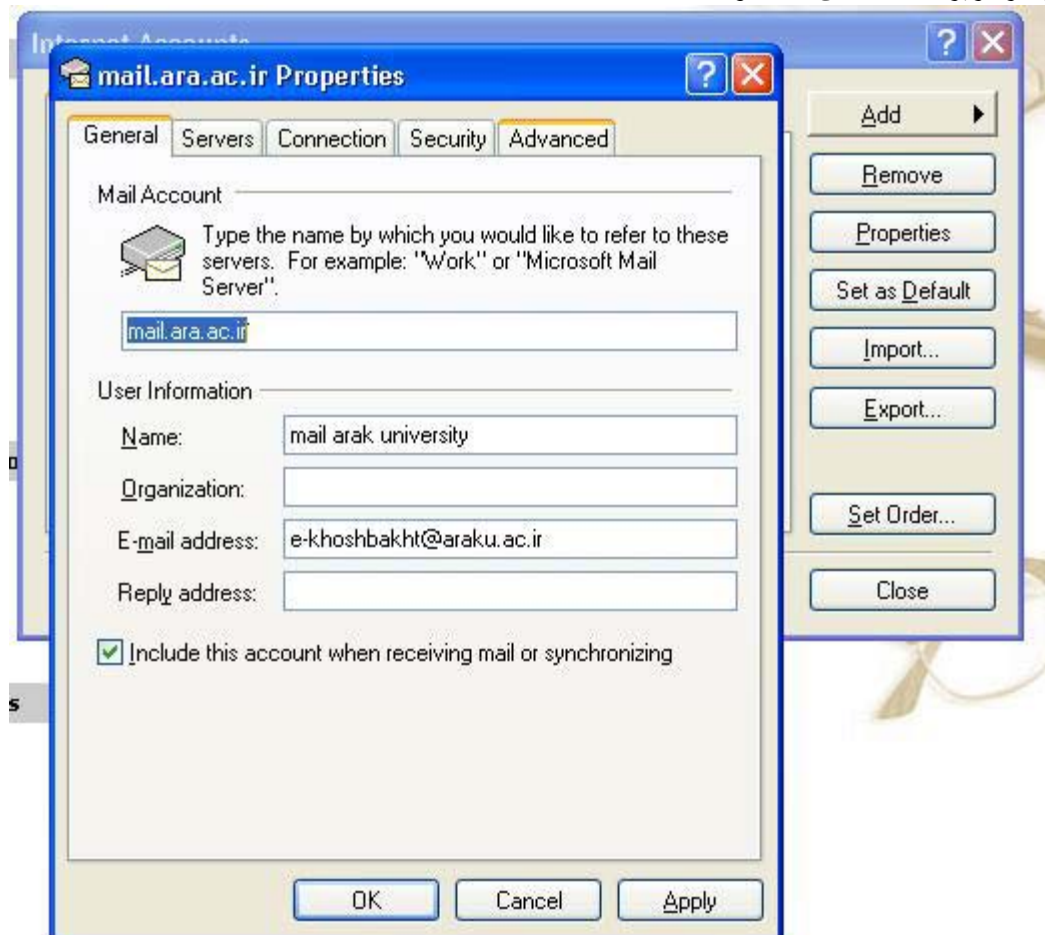 Internet Accounts
mail.ara.ac.ir Properties
General Servers Connection Security Advanced
Mail Account
Type the name by which you would like to refer to these
servers. For example: "Work" or "Microsoft Mail
Server".
mail.ara.ac.ir
User Information
Name: mail arak university
Organization:
E-mail address: e-khoshbakht@araku.ac.ir
Reply address:
Include this account when receiving mail or synchronizing
OK Cancel Apply
Add
Remove
Properties
Set as Default
Import...
Export...
Set Order...
Close
s